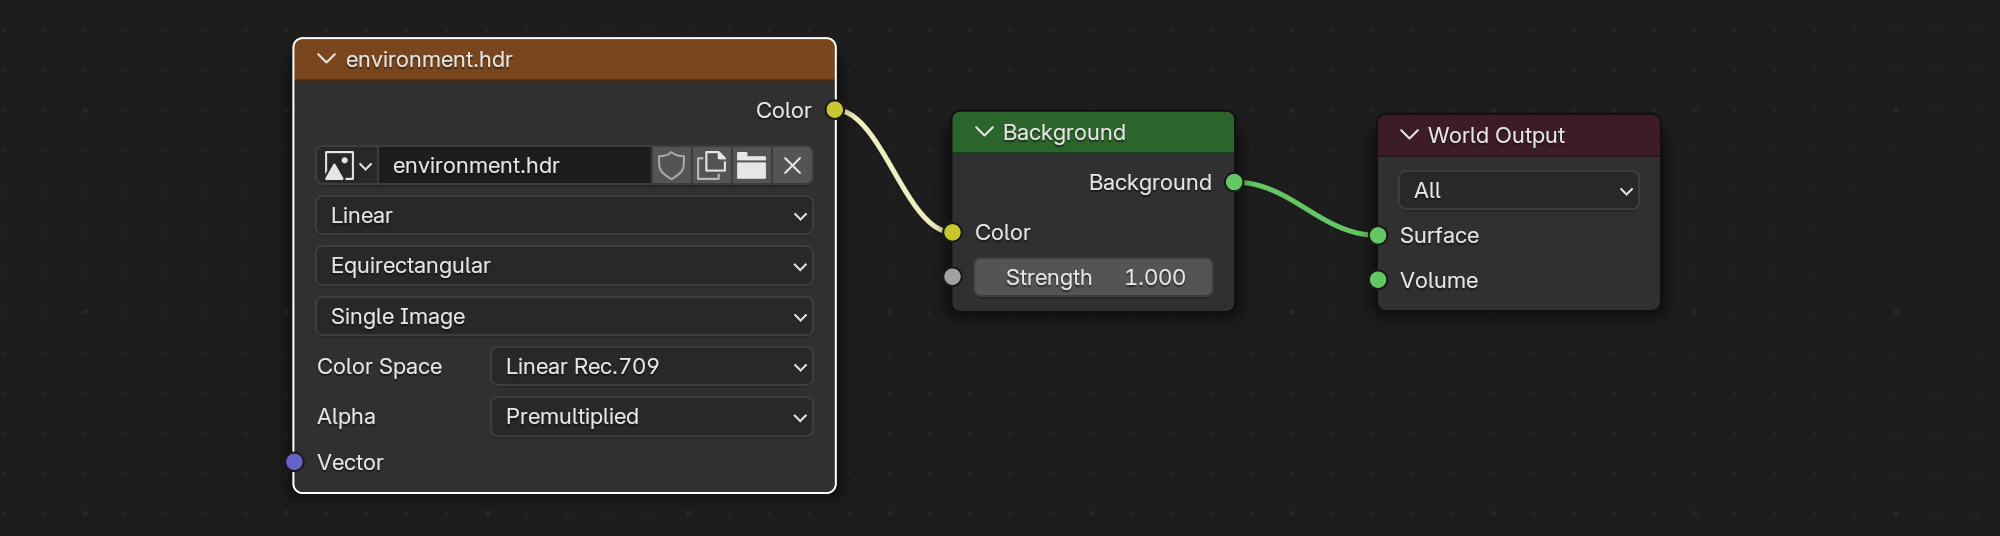 environment.hdr
Color
environment.hdr
Linear
Equirectangular
Single Image
Color Space Linear Rec.709
Alpha Premultiplied
Vector
Background
Background
Color
Strength 1.000
World Output
All
Surface
Volume